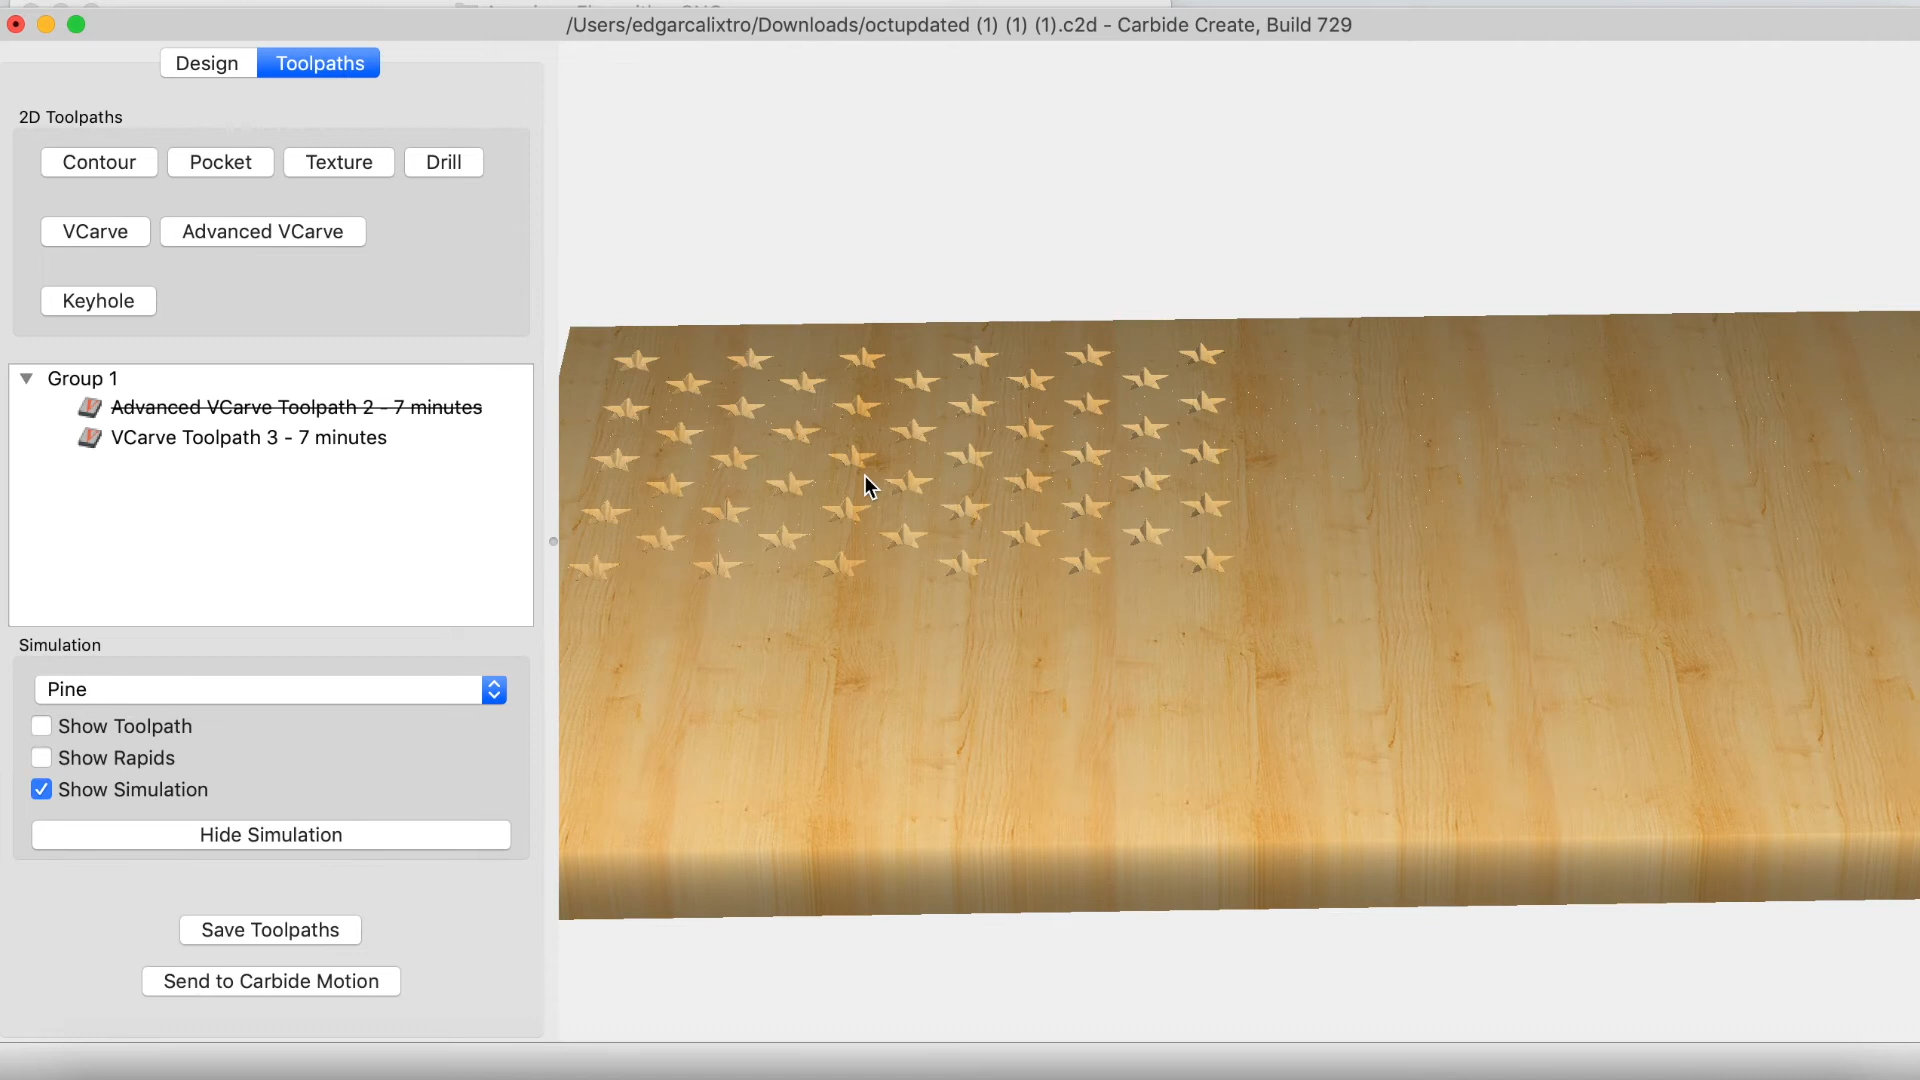 /Users/edgarcalixtro/Downloads/octupdated (1) (1) (1).c2d - Carbide Create, Build 729
Design Toolpaths
2D Toolpaths
Contour Pocket Texture Drill
VCarve Advanced VCarve
Keyhole
Group 1
Advanced VCarve Toolpath 2 - 7 minutes
VCarve Toolpath 3 - 7 minutes
Simulation
Pine
Show Toolpath
Show Rapids
Show Simulation
Hide Simulation
Save Toolpaths
Send to Carbide Motion